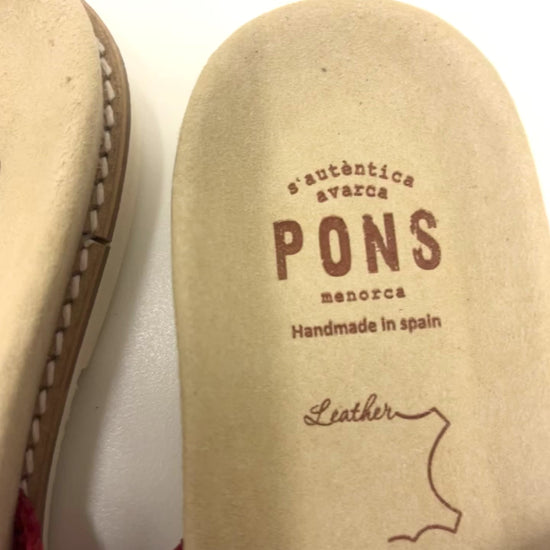 s'autèntica
avarca
PONS
menorca
Handmade in spain
Leather